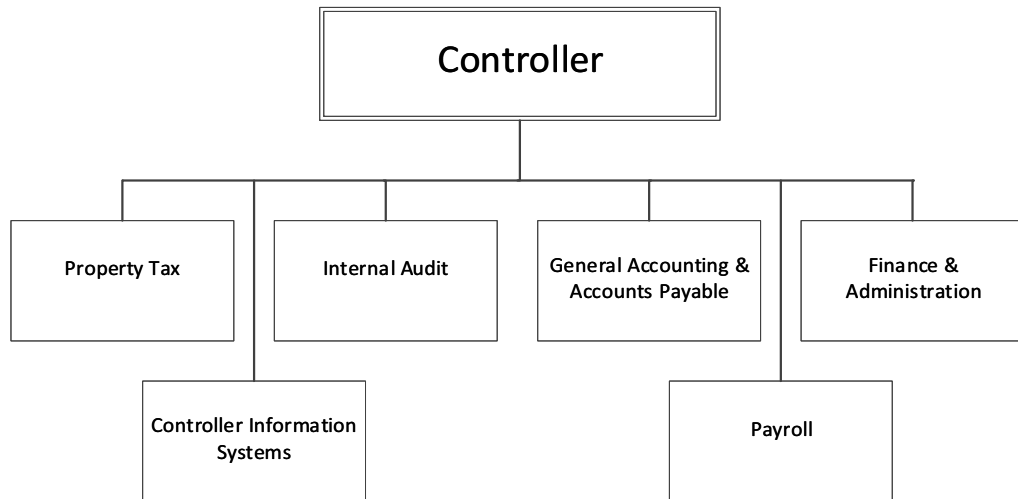 Controller
Property Tax
Internal Audit
General Accounting &
Accounts Payable
Finance &
Administration
Controller Information
Systems
Payroll